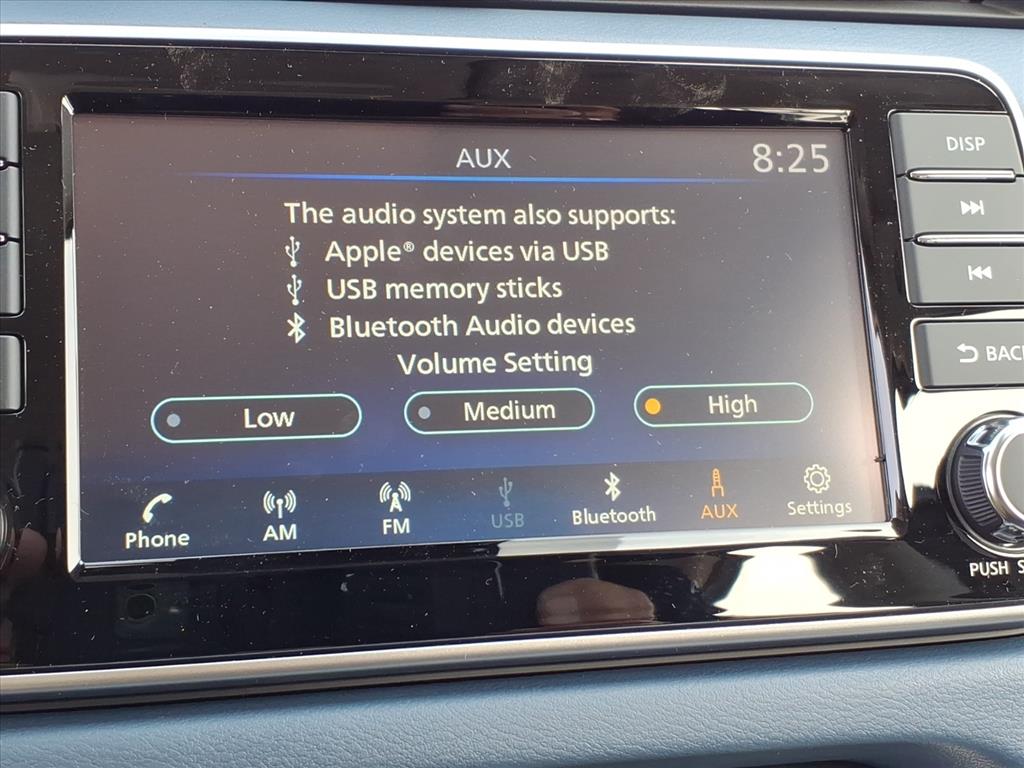 AUX
8:25
The audio system also supports:
Apple® devices via USB
USB memory sticks
Bluetooth Audio devices
Volume Setting
Low
Medium
High
Phone
AM
FM
USB
Bluetooth
AUX
Settings
DISP
BACK
PUSH